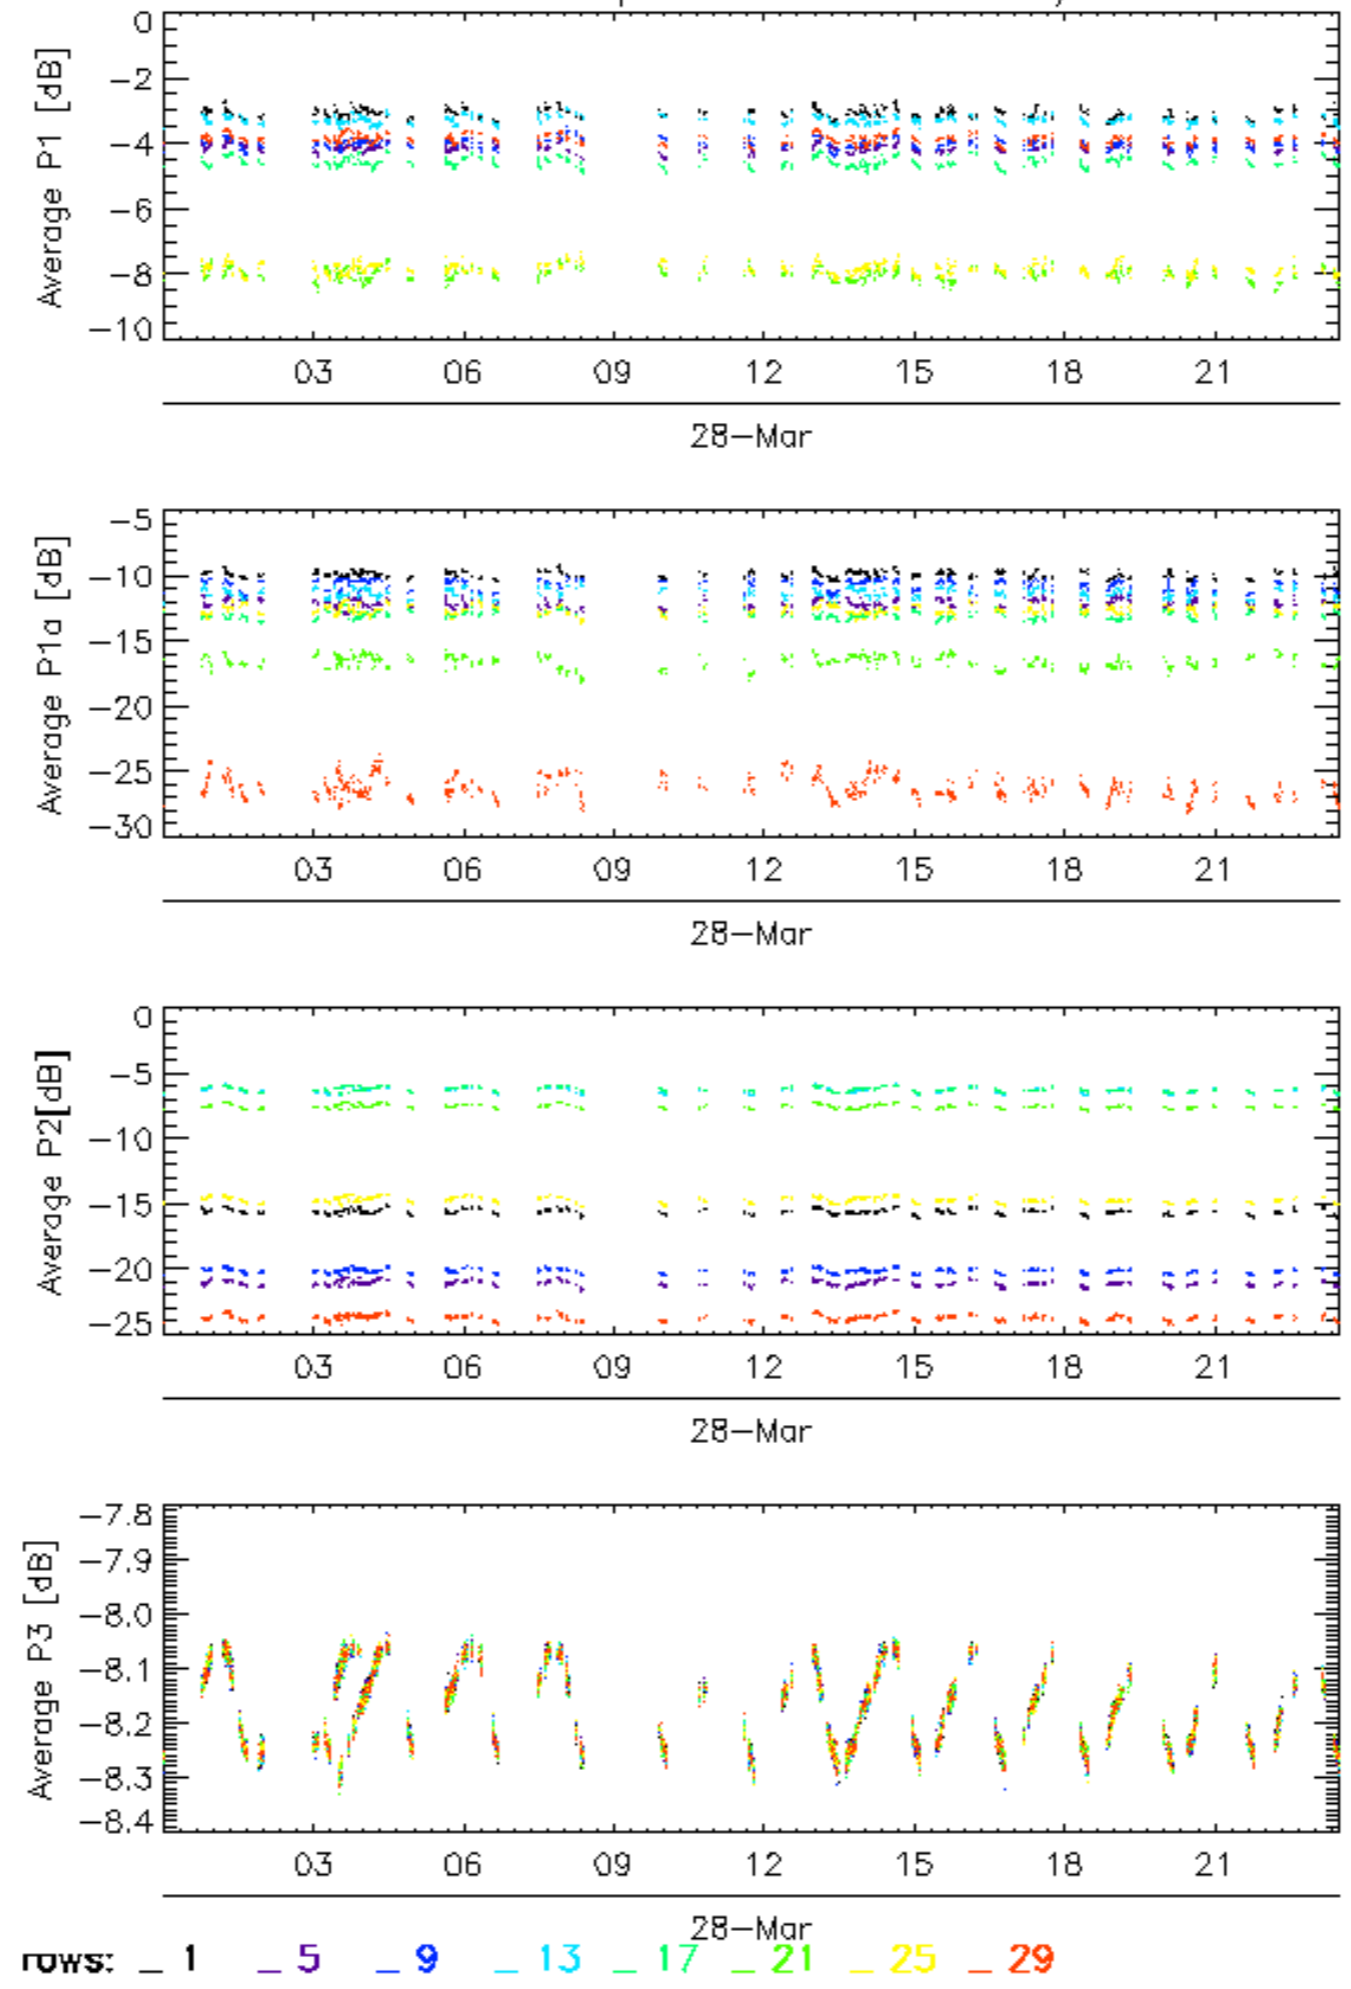 0
−2
−4
−6
−8
−10
Average P1 [dB]
03 06 09 12 15 18 21
28−Mar
−5
−10
−15
−20
−25
−30
Average P1a [dB]
03 06 09 12 15 18 21
28−Mar
0
−5
−10
−15
−20
−25
Average P2[dB]
03 06 09 12 15 18 21
28−Mar
−7.8
−7.9
−8.0
−8.1
−8.2
−8.3
−8.4
Average P3 [dB]
03 06 09 12 15 18 21
28−Mar
rows: _ 1 _ 5 _ 9 _ 13 _ 17 _ 21 _ 25 _ 29